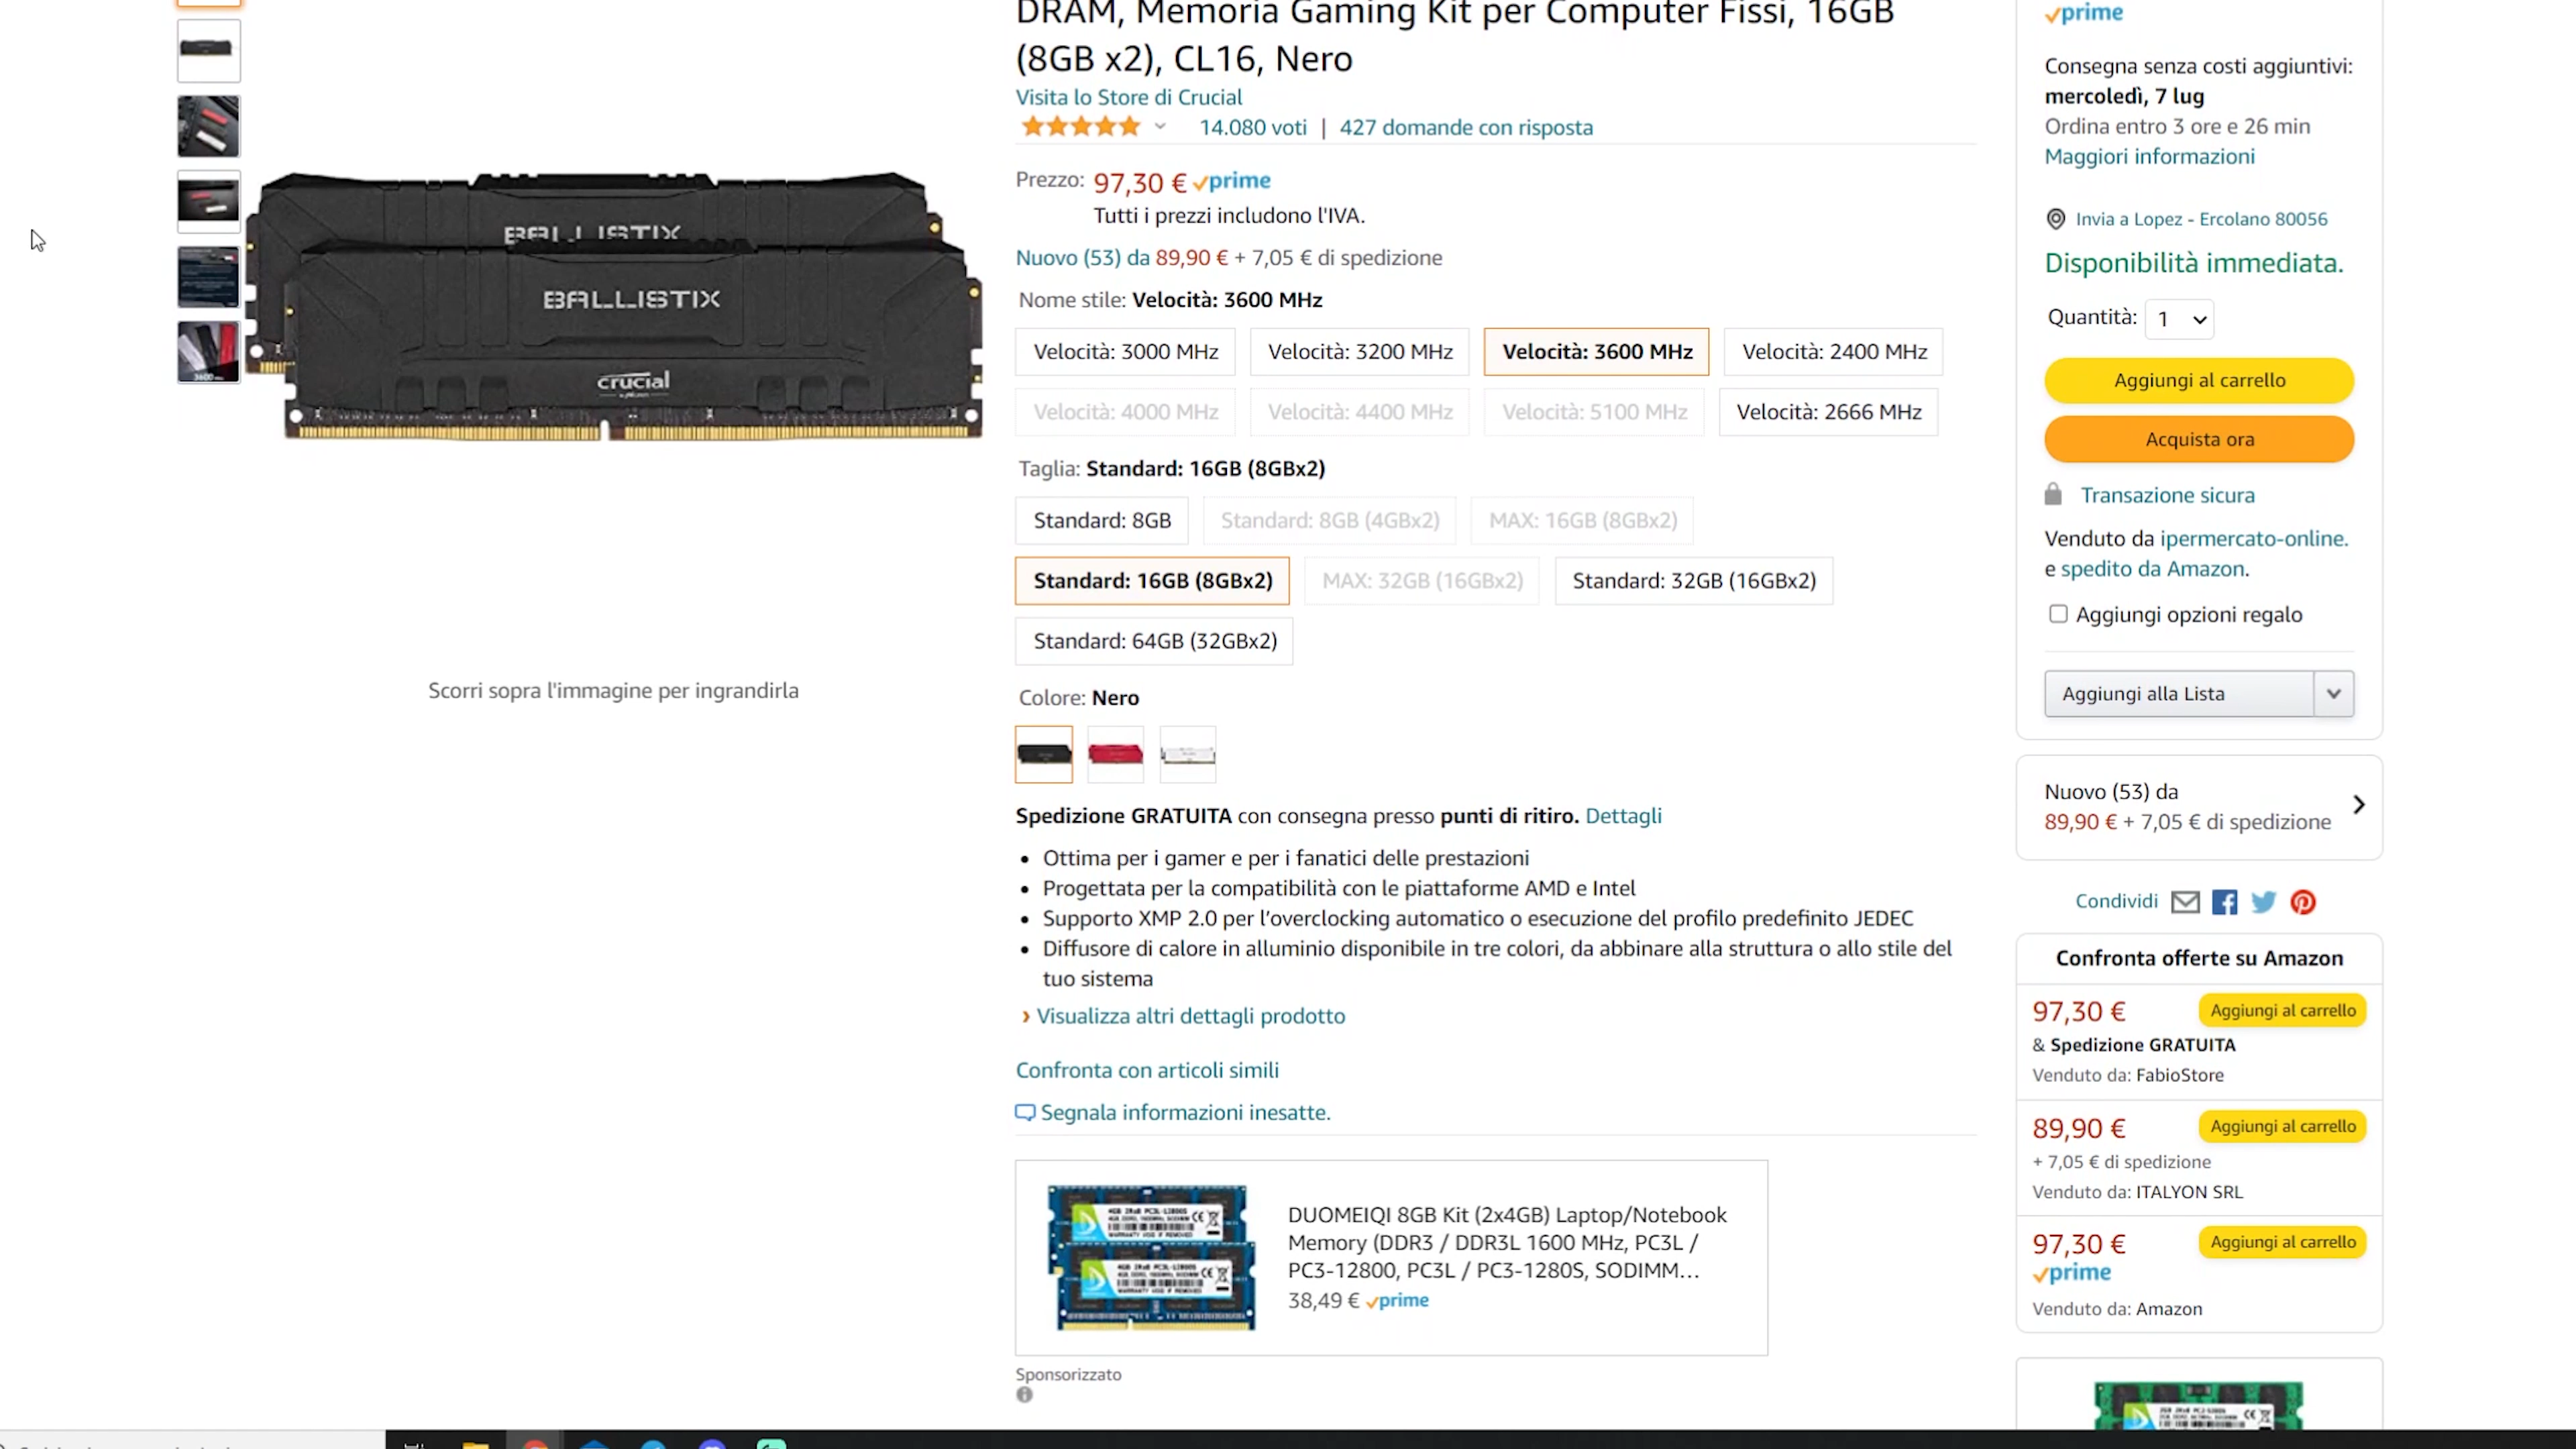 DRAM, Memoria Gaming Kit per Computer Fissi, 16GB
(8GB x2), CL16, Nero
Visita lo Store di Crucial
14.080 voti | 427 domande con risposta
Prezzo: 97,30 € prime
Tutti i prezzi includono l'IVA.
Nuovo (53) da 89,90 € + 7,05 € di spedizione
Nome stile: Velocità: 3600 MHz
Velocità: 3000 MHz
Velocità: 3200 MHz
Velocità: 3600 MHz
Velocità: 2400 MHz
Velocità: 4000 MHz
Velocità: 4400 MHz
Velocità: 5100 MHz
Velocità: 2666 MHz
Taglia: Standard: 16GB (8GBx2)
Standard: 8GB
Standard: 8GB (4GBx2)
MAX: 16GB (8GBx2)
Standard: 16GB (8GBx2)
MAX: 32GB (16GBx2)
Standard: 32GB (16GBx2)
Standard: 64GB (32GBx2)
Colore: Nero
Spedizione GRATUITA con consegna presso punti di ritiro. Dettagli
• Ottima per i gamer e per i fanatici delle prestazioni
• Progettata per la compatibilità con le piattaforme AMD e Intel
• Supporto XMP 2.0 per l’overclocking automatico o esecuzione del profilo predefinito JEDEC
• Diffusore di calore in alluminio disponibile in tre colori, da abbinare alla struttura o allo stile del
tuo sistema
› Visualizza altri dettagli prodotto
Confronta con articoli simili
Segnala informazioni inesatte.
DUOMEIQI 8GB Kit (2x4GB) Laptop/Notebook
Memory (DDR3 / DDR3L 1600 MHz, PC3L /
PC3-12800, PC3L / PC3-1280S, SODIMM...
38,49 € prime
Sponsorizzato
BALLISTIX
BALLISTIX
crucial
Scorri sopra l'immagine per ingrandirla
prime
Consegna senza costi aggiuntivi:
mercoledì, 7 lug
Ordina entro 3 ore e 26 min
Maggiori informazioni
Invia a Lopez - Ercolano 80056
Disponibilità immediata.
Quantità: 1
Aggiungi al carrello
Acquista ora
Transazione sicura
Venduto da ipermercato-online.
e spedito da Amazon.
Aggiungi opzioni regalo
Aggiungi alla Lista
Nuovo (53) da
89,90 € + 7,05 € di spedizione
Condividi
Confronta offerte su Amazon
97,30 €
Aggiungi al carrello
& Spedizione GRATUITA
Venduto da: FabioStore
89,90 €
Aggiungi al carrello
+ 7,05 € di spedizione
Venduto da: ITALYON SRL
97,30 €
Aggiungi al carrello
prime
Venduto da: Amazon